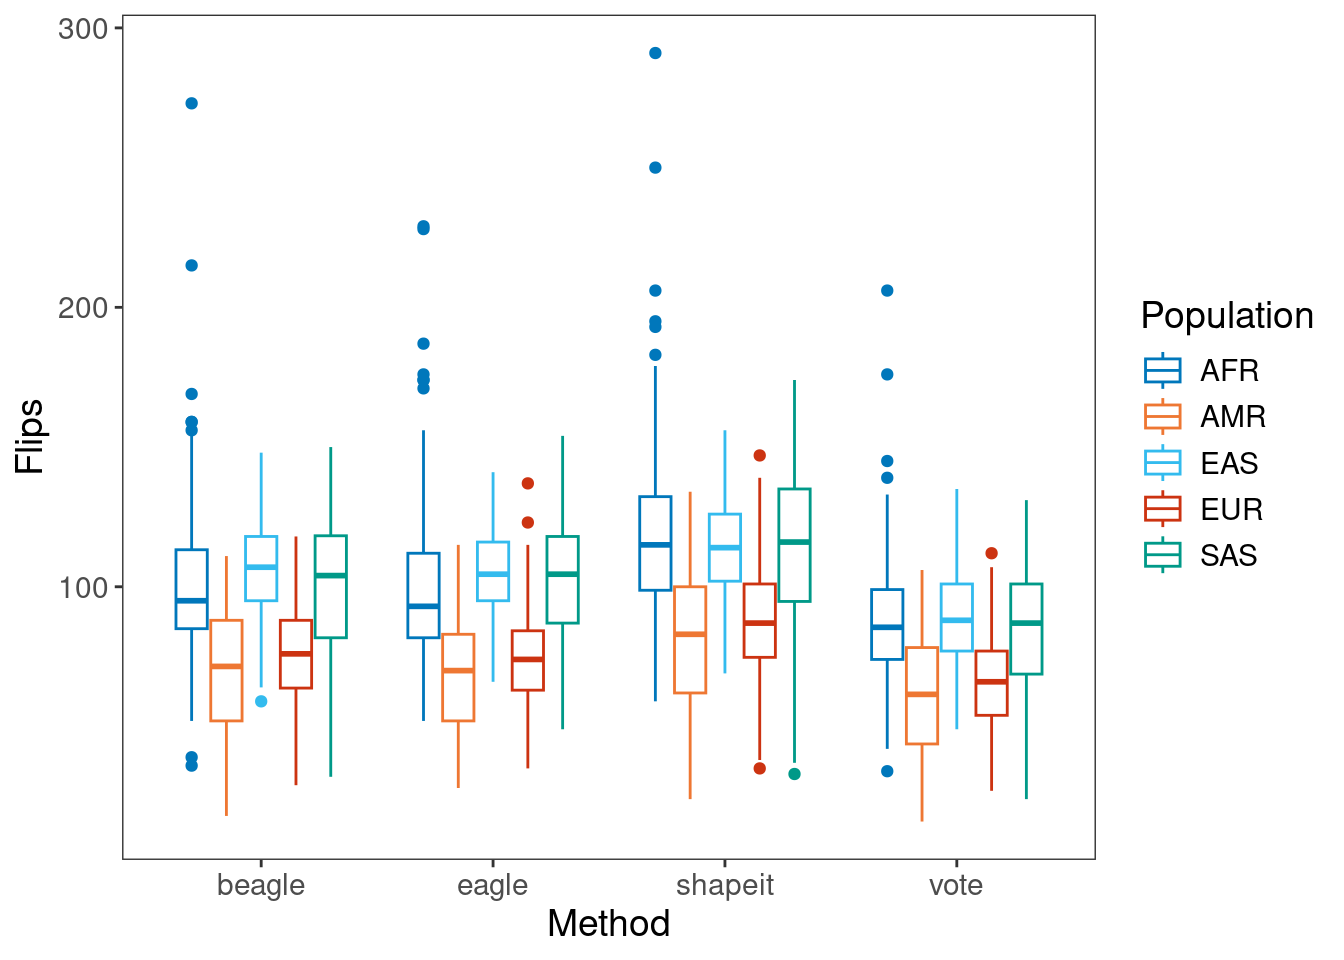 300
200
100
Flips
beagle eagle shapeit vote
Method
Population
AFR
AMR
EAS
EUR
SAS